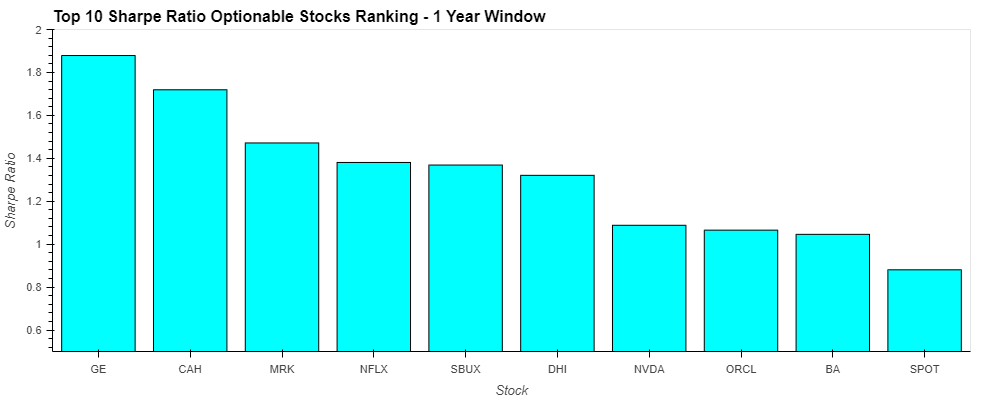 Top 10 Sharpe Ratio Optionable Stocks Ranking - 1 Year Window
Sharpe Ratio
2
1.8
1.6
1.4
1.2
1
0.8
0.6
GE CAH MRK NFLX SBUX DHI NVDA ORCL BA SPOT
Stock